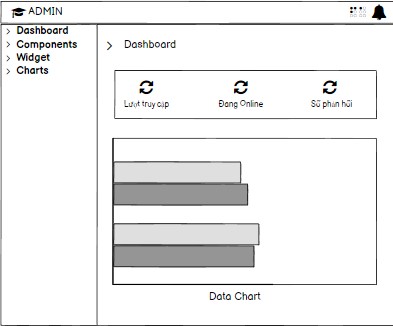 ADMIN
Dashboard
Components
Widget
Charts
Dashboard
Lượt truy cập
Đang Online
Số phản hồi
Data Chart